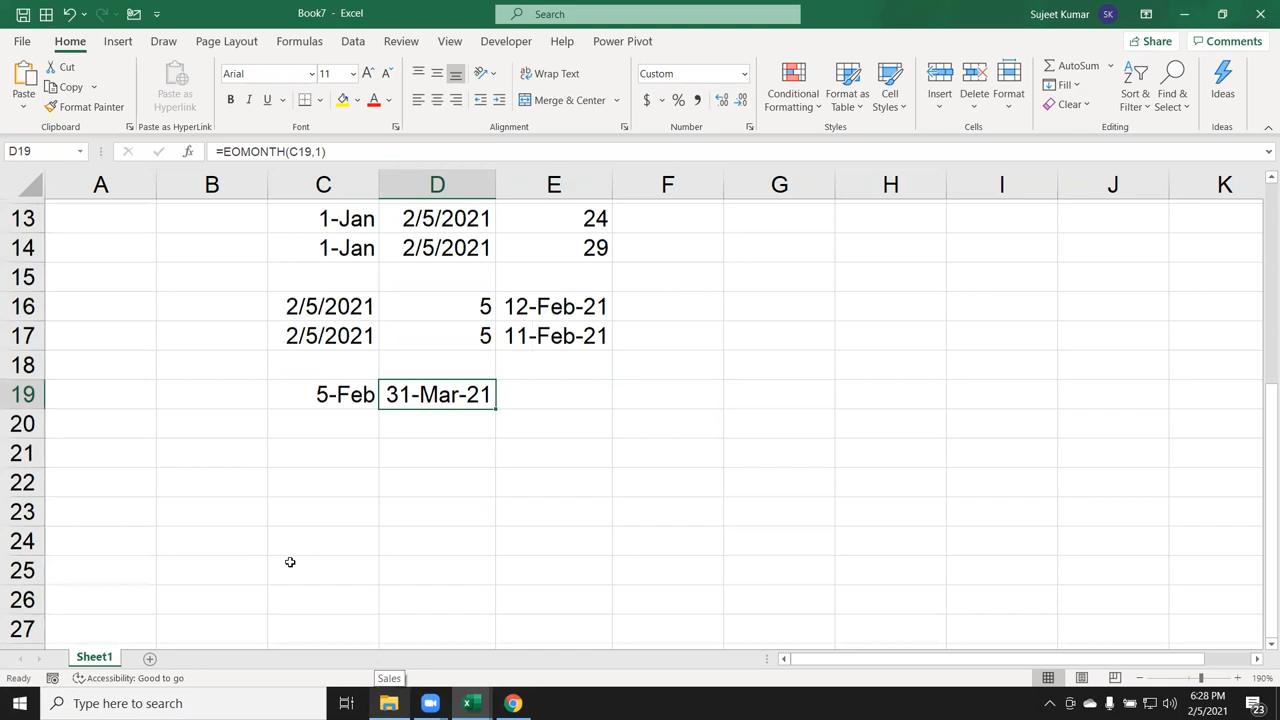 Book7 - Excel
Search
Sujeet Kumar
SK
File Home Insert Draw Page Layout Formulas Data Review View Developer Help Power Pivot
Share
Comments
Paste
Cut
Copy
Format Painter
Clipboard
Paste as Hyperlink
Paste as HyperLink
Arial
11
B I U
Font
Wrap Text
Merge & Center
Alignment
Custom
$ % ,
Number
Conditional Formatting
Format as Table
Cell Styles
Styles
Insert
Delete
Format
Cells
AutoSum
Fill
Clear
Sort & Filter
Find & Select
Editing
Ideas
Ideas
D19
fx
=EOMONTH(C19,1)
A B C D E F G H I J K
13 1-Jan 2/5/2021 24
14 1-Jan 2/5/2021 29
15
16 2/5/2021 5 12-Feb-21
17 2/5/2021 5 11-Feb-21
18
19 5-Feb 31-Mar-21
20
21
22
23
24
25
26
27
Sheet1
Ready
Accessibility: Good to go
Sales
190%
Type here to search
6:28 PM
2/5/2021
23